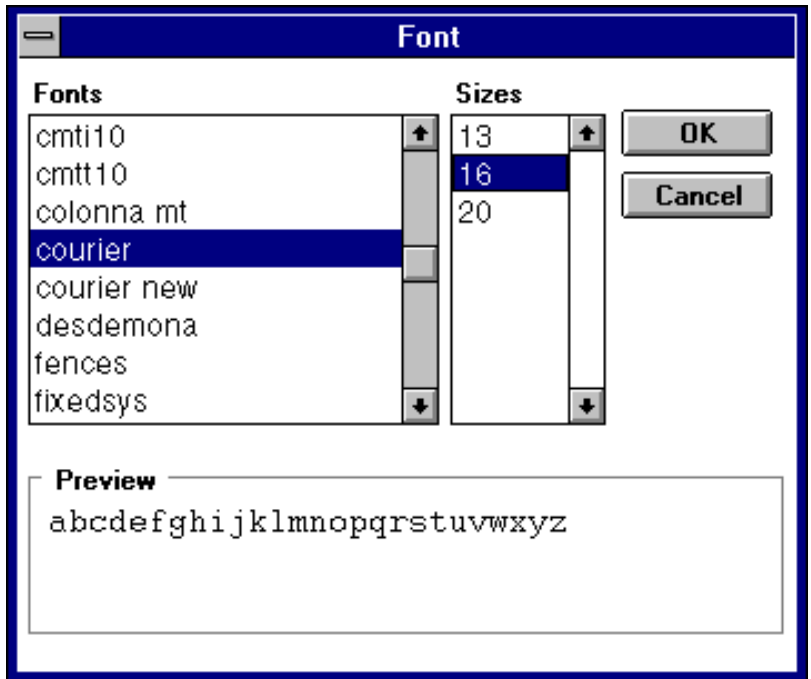 Font
Fonts
cmti10
cmtt10
colonna mt
courier
courier new
desdemona
fences
fixedsys
Sizes
13
16
20
OK
Cancel
Preview
abcdefghijklmnopqrstuvwxyz